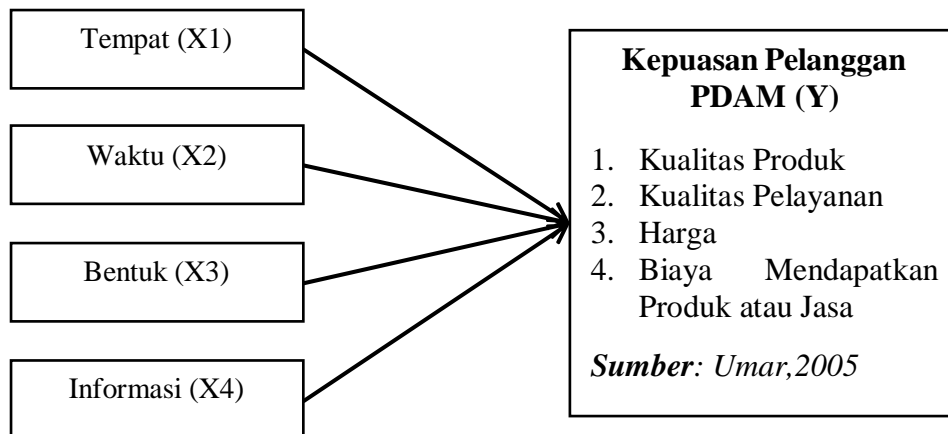 Tempat (X1)
Waktu (X2)
Bentuk (X3)
Informasi (X4)
Kepuasan Pelanggan
PDAM (Y)
1. Kualitas Produk
2. Kualitas Pelayanan
3. Harga
4. Biaya Mendapatkan
Produk atau Jasa
Sumber: Umar,2005